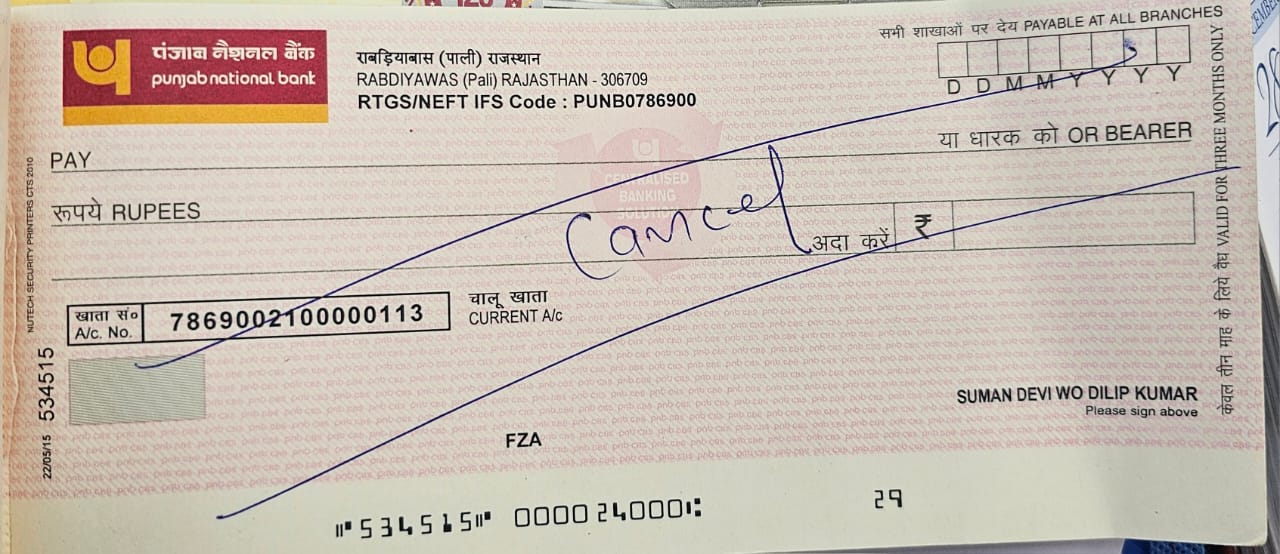 सभी शाखाओं पर देय PAYABLE AT ALL BRANCHES
पंजाब नैशनल बैंक
punjab national bank
राबड़ियाबास (पाली) राजस्थान
RABDIYAWAS (Pali) RAJASTHAN - 306709
RTGS/NEFT IFS Code : PUNB0786900
D D M M Y Y Y Y
PAY
या धारक को OR BEARER
CENTRALISED
BANKING
SOLUTION
रूपये RUPEES
Cancel
अदा करें ₹
खाता सं०
A/c. No.
7869002100000113
चालू खाता
CURRENT A/c
SUMAN DEVI WO DILIP KUMAR
Please sign above
FZA
"534515" 000024000: 29
NUTECH SECURITY PRINTERS CTS 2010
22/05/15 534515
केवल तीन माह के लिये वैध VALID FOR THREE MONTHS ONLY